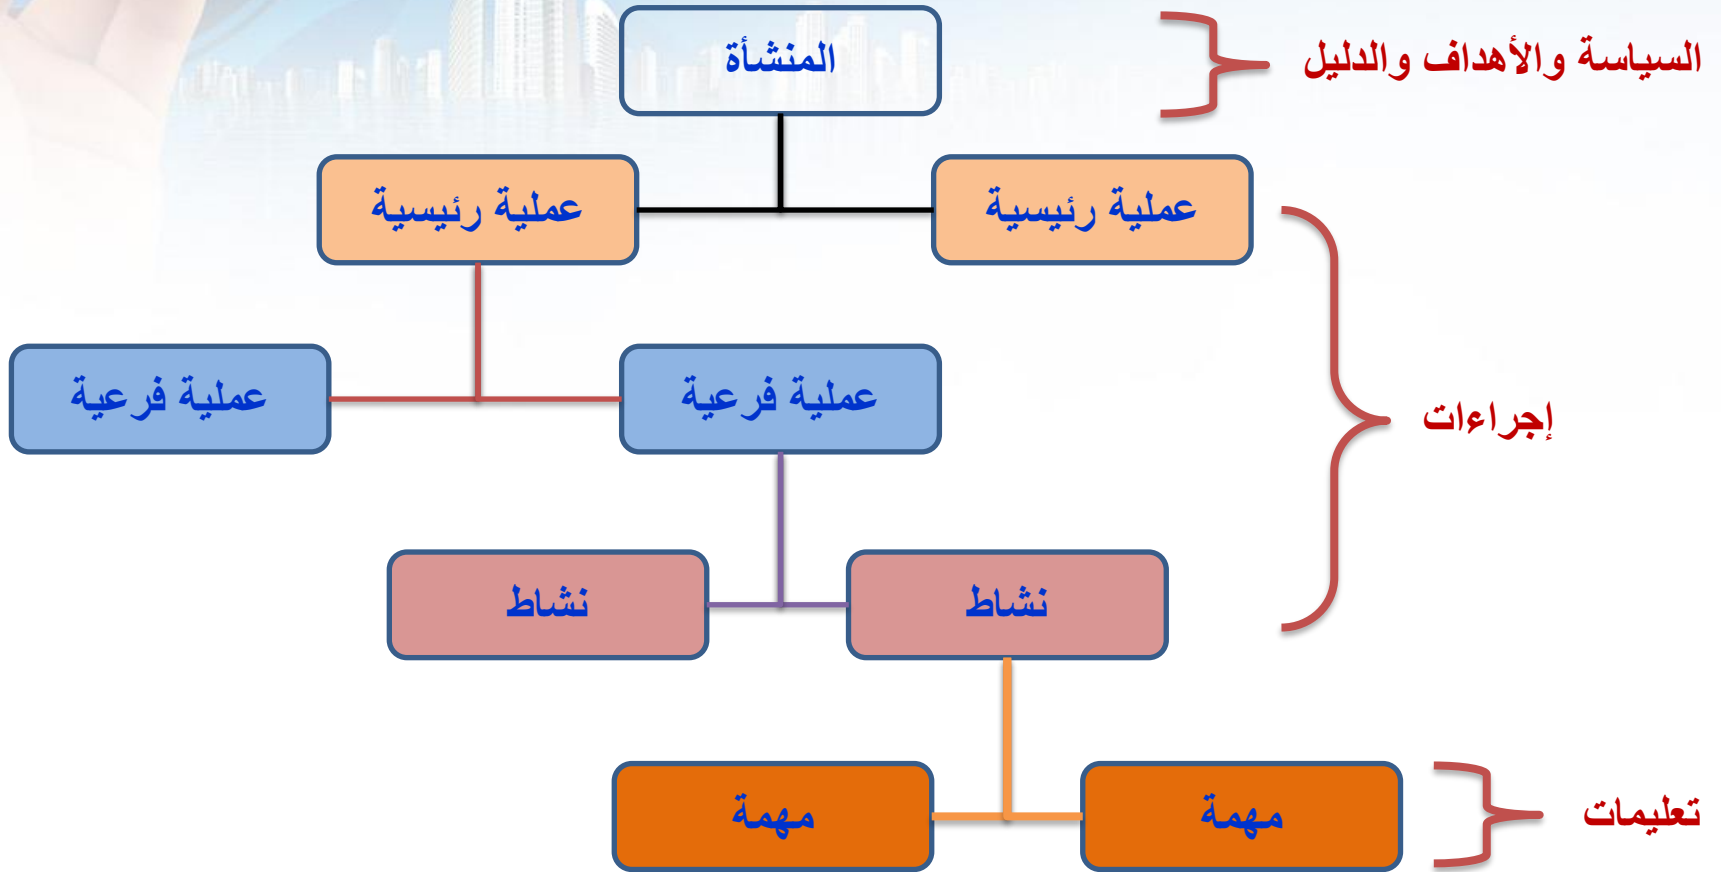 السياسة والأهداف والدليل
المنشأة
عملية رئيسية
عملية رئيسية
عملية فرعية
عملية فرعية
إجراءات
نشاط
نشاط
تعليمات
مهمة
مهمة